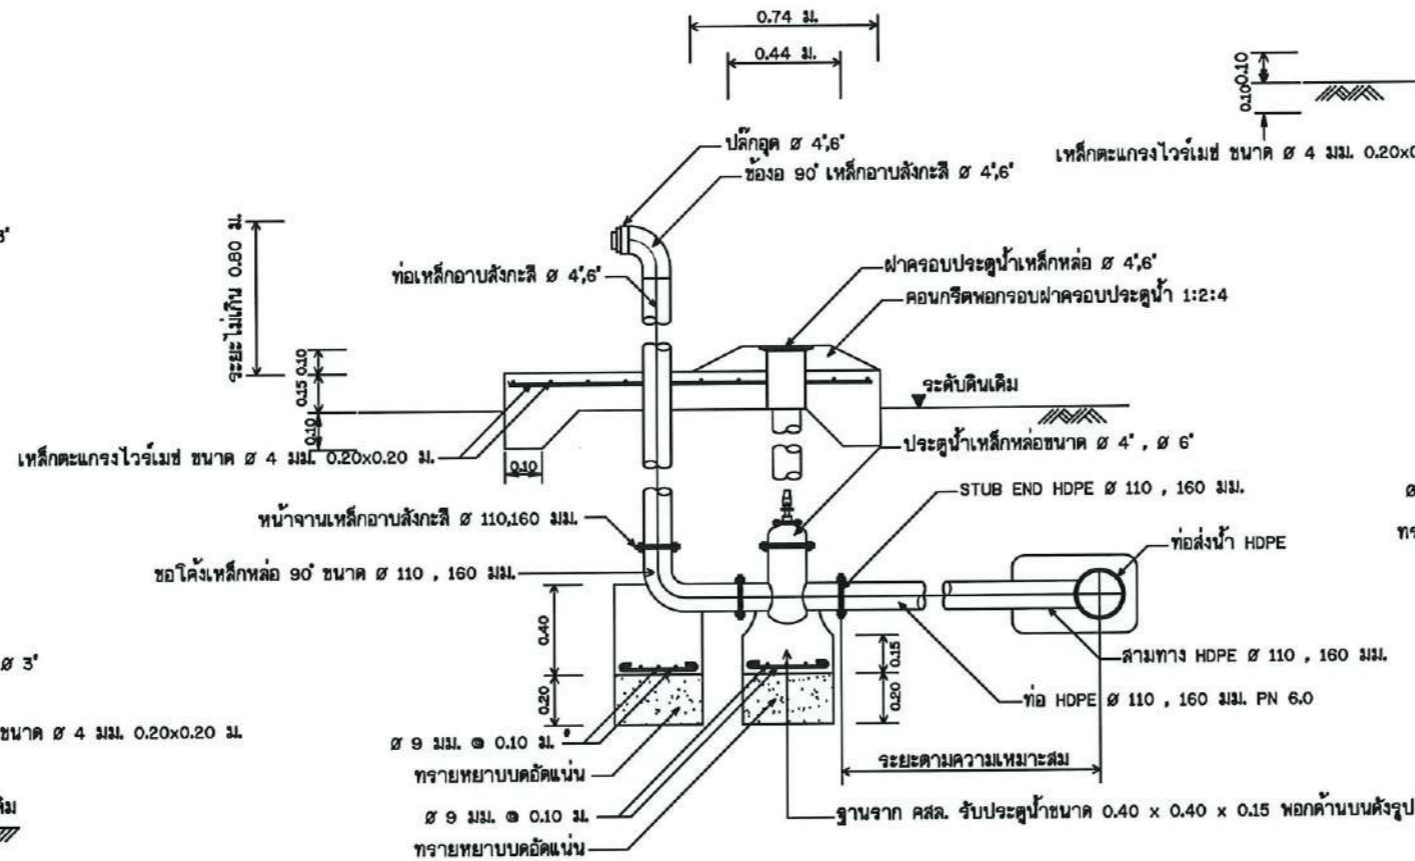 0.74 ม.
0.44 ม.
0.10
0.10
ปลั๊กอุด ø 4",6"
เหล็กตะแกรงไวร์เมช ขนาด ø 4 มม.
ข้องอ 90° เหล็กอาบสังกะสี ø 4",6"
ระยะไม่เกิน 0.80 ม.
ท่อเหล็กอาบสังกะสี ø 4",6"
ฝาครอบประตูน้ำเหล็กหล่อ ø 4",6"
คอนกรีตพอกรอบฝาครอบประตูน้ำ 1:2:4
0.10
0.15
0.10
ระดับดินเดิม
เหล็กตะแกรงไวร์เมช ขนาด ø 4 มม. 0.20x0.20 ม.
0.10
ประตูน้ำเหล็กหล่อขนาด ø 4" , ø 6"
STUB END HDPE ø 110 , 160 มม.
ø
หน้าจานเหล็กอาบสังกะสี ø 110,160 มม.
ท่อส่งน้ำ HDPE
ขอโค้งเหล็กหล่อ 90° ขนาด ø 110 , 160 มม.
0.40
0.20
0.15
0.20
ø 3"
สามทาง HDPE ø 110 , 160 มม.
ท่อ HDPE ø 110 , 160 มม. PN 6.0
ขนาด ø 4 มม. 0.20x0.20 ม.
ø 9 มม. @ 0.10 ม.
ระยะตามความเหมาะสม
ทรายหยาบบดอัดแน่น
ø 9 มม. @ 0.10 ม.
ฐานราก คสล. รับประตูน้ำขนาด 0.40 x 0.40 x 0.15 พอกด้านบนดังรูป
ทรายหยาบบดอัดแน่น